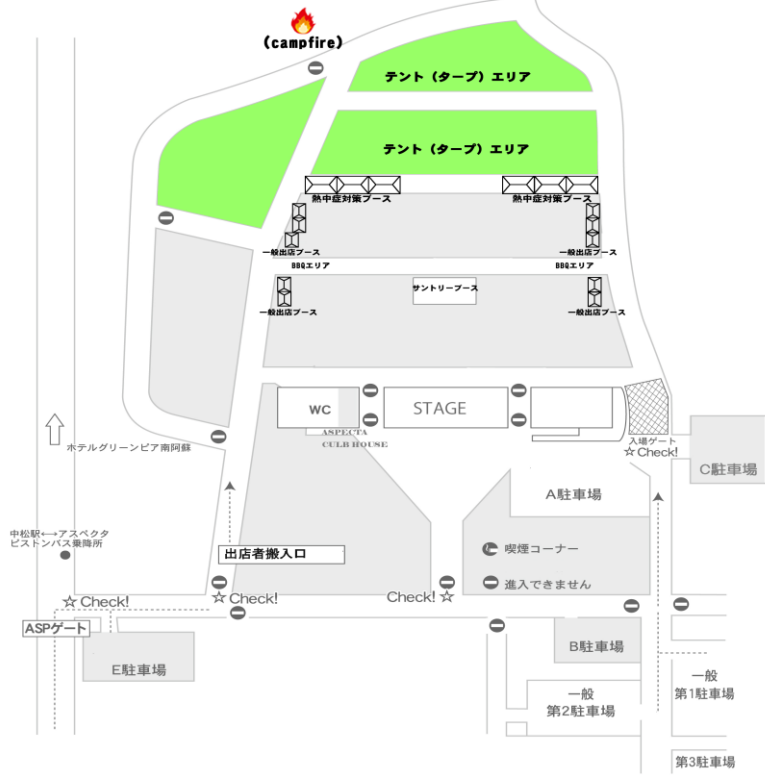 (campfire)
テント（タープ）エリア
テント（タープ）エリア
熱中症対策ブース
熱中症対策ブース
一般出店ブース
一般出店ブース
BBQエリア
BBQエリア
サントリーブース
一般出店ブース
一般出店ブース
WC
STAGE
ASPECTA
CULB HOUSE
入場ゲート
☆Check!
ホテルグリーンピア南阿蘇
C駐車場
A駐車場
中松駅←→アスペクタ
ピストンバス乗降所
出店者搬入口
喫煙コーナー
進入できません
☆Check!
☆Check!
Check!☆
ASPゲート
E駐車場
B駐車場
一般
第1駐車場
一般
第2駐車場
第3駐車場